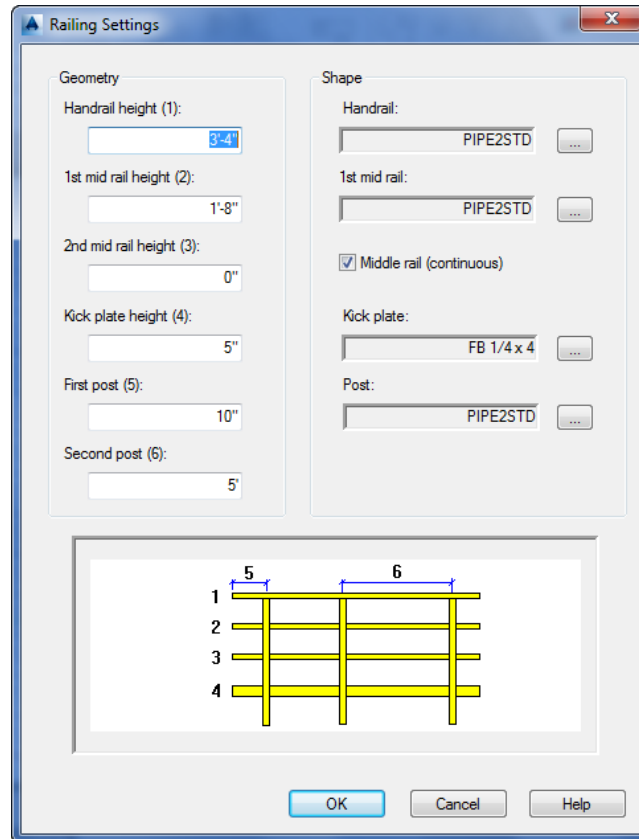 Railing Settings
Geometry
Handrail height (1):
3'-4"
1st mid rail height (2):
1'-8"
2nd mid rail height (3):
0"
Kick plate height (4):
5"
First post (5):
10"
Second post (6):
5'
Shape
Handrail:
PIPE2STD
...
1st mid rail:
PIPE2STD
...
Middle rail (continuous)
Kick plate:
FB 1/4 x 4
...
Post:
PIPE2STD
...
5
6
1
2
3
4
OK
Cancel
Help